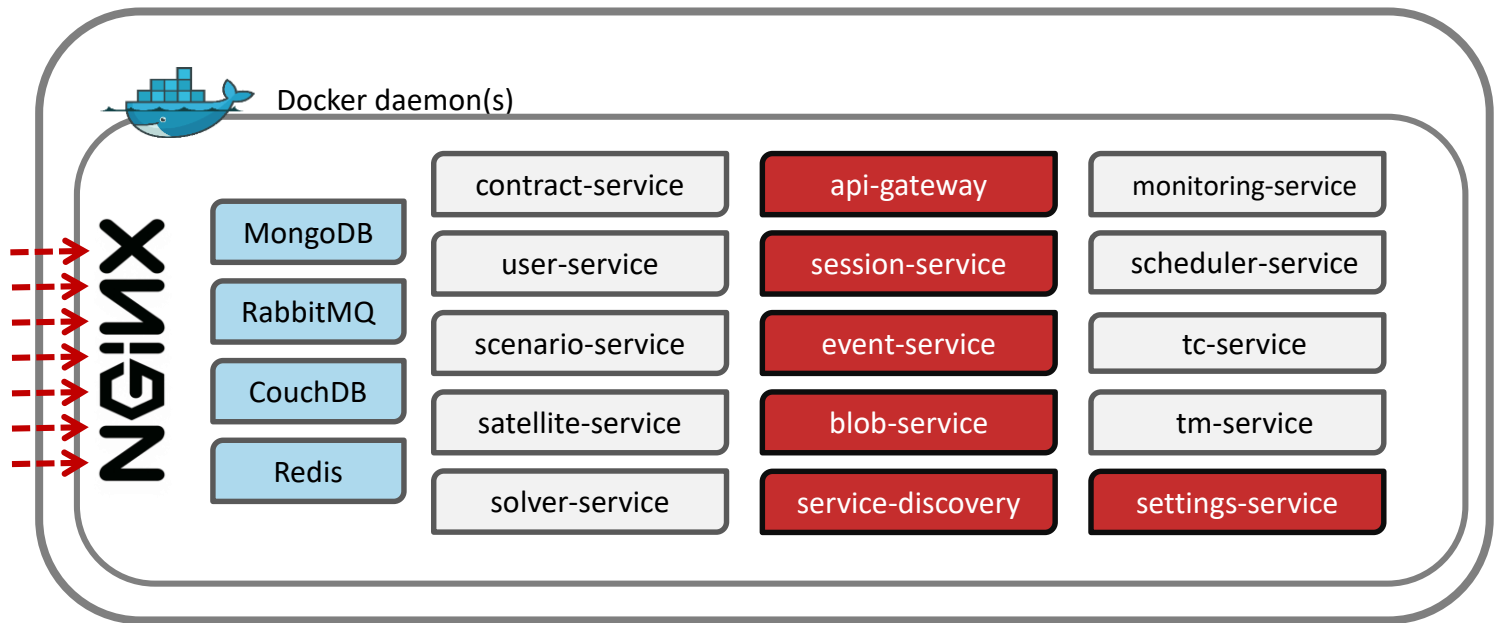 Docker daemon(s)
NGINX
MongoDB
RabbitMQ
CouchDB
Redis
contract-service
user-service
scenario-service
satellite-service
solver-service
api-gateway
session-service
event-service
blob-service
service-discovery
monitoring-service
scheduler-service
tc-service
tm-service
settings-service